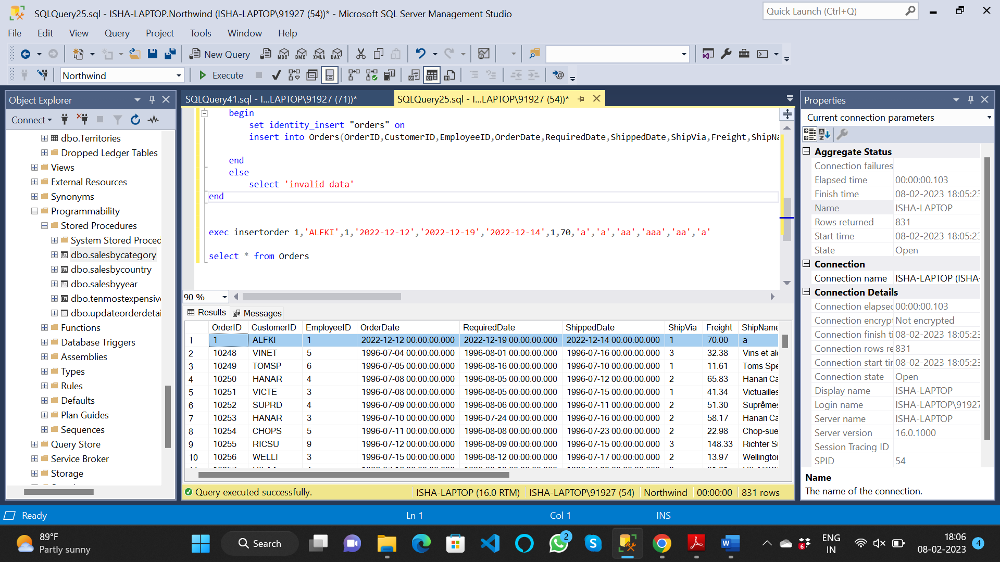 SQLQuery25.sql - ISHA-LAPTOP.Northwind (ISHA-LAPTOP\91927 (54))* - Microsoft SQL Server Management Studio
Quick Launch (Ctrl+Q)
File Edit View Query Project Tools Window Help
New Query MDX DMX XMLA DAX
Northwind Execute
Object Explorer
Connect
dbo.Territories
Dropped Ledger Tables
Views
External Resources
Synonyms
Programmability
Stored Procedures
System Stored Proced
dbo.salesbycategory
dbo.salesbycountry
dbo.salesbyyear
dbo.tenmostexpensiv
dbo.updateorderdetai
Functions
Database Triggers
Assemblies
Types
Rules
Defaults
Plan Guides
Sequences
Query Store
Service Broker
Storage
SQLQuery41.sql - I...LAPTOP\91927 (71))*
SQLQuery25.sql - I...LAPTOP\91927 (54))*
begin
set identity_insert "orders" on
insert into Orders(OrderID,CustomerID,EmployeeID,OrderDate,RequiredDate,ShippedDate,ShipVia,Freight,ShipNa
end
else
select 'invalid data'
end
exec insertorder 1,'ALFKI',1,'2022-12-12','2022-12-19','2022-12-14',1,70,'a','a','aa','aaa','aa','a'
select * from Orders
90 %
Results Messages
OrderID CustomerID EmployeeID OrderDate RequiredDate ShippedDate ShipVia Freight ShipName
1 1 ALFKI 1 2022-12-12 00:00:00.000 2022-12-19 00:00:00.000 2022-12-14 00:00:00.000 1 70.00 a
2 10248 VINET 5 1996-07-04 00:00:00.000 1996-08-01 00:00:00.000 1996-07-16 00:00:00.000 3 32.38 Vins et alc
3 10249 TOMSP 6 1996-07-05 00:00:00.000 1996-08-16 00:00:00.000 1996-07-10 00:00:00.000 1 11.61 Toms Spe
4 10250 HANAR 4 1996-07-08 00:00:00.000 1996-08-05 00:00:00.000 1996-07-12 00:00:00.000 2 65.83 Hanari Ca
5 10251 VICTE 3 1996-07-08 00:00:00.000 1996-08-05 00:00:00.000 1996-07-15 00:00:00.000 1 41.34 Victuailles
6 10252 SUPRD 4 1996-07-09 00:00:00.000 1996-08-06 00:00:00.000 1996-07-11 00:00:00.000 2 51.30 Suprêmes
7 10253 HANAR 3 1996-07-10 00:00:00.000 1996-07-24 00:00:00.000 1996-07-16 00:00:00.000 2 58.17 Hanari Ca
8 10254 CHOPS 5 1996-07-11 00:00:00.000 1996-08-08 00:00:00.000 1996-07-23 00:00:00.000 2 22.98 Chop-sue
9 10255 RICSU 9 1996-07-12 00:00:00.000 1996-08-09 00:00:00.000 1996-07-15 00:00:00.000 3 148.33 Richter Su
10 10256 WELLI 3 1996-07-15 00:00:00.000 1996-08-12 00:00:00.000 1996-07-17 00:00:00.000 2 13.97 Wellington
Query executed successfully. ISHA-LAPTOP (16.0 RTM) ISHA-LAPTOP\91927 (54) Northwind 00:00:00 831 rows
Properties
Current connection parameters
Aggregate Status
Connection failures
Elapsed time 00:00:00.103
Finish time 08-02-2023 18:05:23
Name ISHA-LAPTOP
Rows returned 831
Start time 08-02-2023 18:05:23
State Open
Connection
Connection name ISHA-LAPTOP (ISHA-
Connection Details
Connection elapsec 00:00:00.103
Connection encryp Not encrypted
Connection finish ti 08-02-2023 18:05:23
Connection rows re 831
Connection start tir 08-02-2023 18:05:23
Connection state Open
Display name ISHA-LAPTOP
Login name ISHA-LAPTOP\91927
Server name ISHA-LAPTOP
Server version 16.0.1000
Session Tracing ID
SPID 54
Name
The name of the connection.
Ready Ln 1 Col 1 INS
89°F
Partly sunny
Search
2
6
ENG
IN
18:06
08-02-2023
4